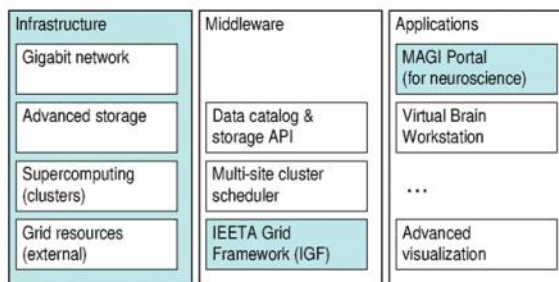 Infrastructure
Gigabit network
Advanced storage
Supercomputing
(clusters)
Grid resources
(external)
Middleware
Data catalog &
storage API
Multi-site cluster
scheduler
IEETA Grid
Framework (IGF)
Applications
MAGI Portal
(for neuroscience)
Virtual Brain
Workstation
...
Advanced
visualization